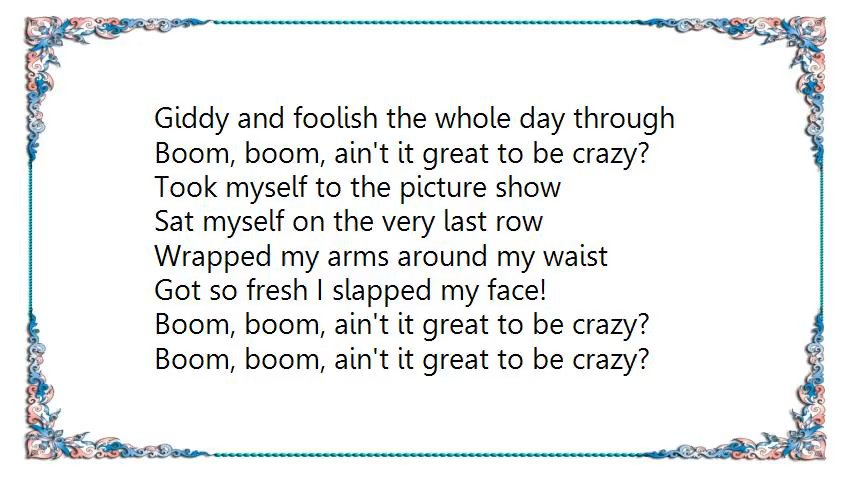 Giddy and foolish the whole day through
Boom, boom, ain't it great to be crazy?
Took myself to the picture show
Sat myself on the very last row
Wrapped my arms around my waist
Got so fresh I slapped my face!
Boom, boom, ain't it great to be crazy?
Boom, boom, ain't it great to be crazy?